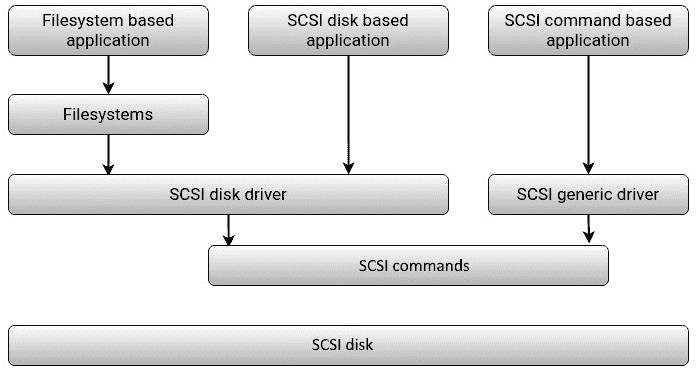 Filesystem based
application
SCSI disk based
application
SCSI command based
application
Filesystems
SCSI disk driver
SCSI generic driver
SCSI commands
SCSI disk